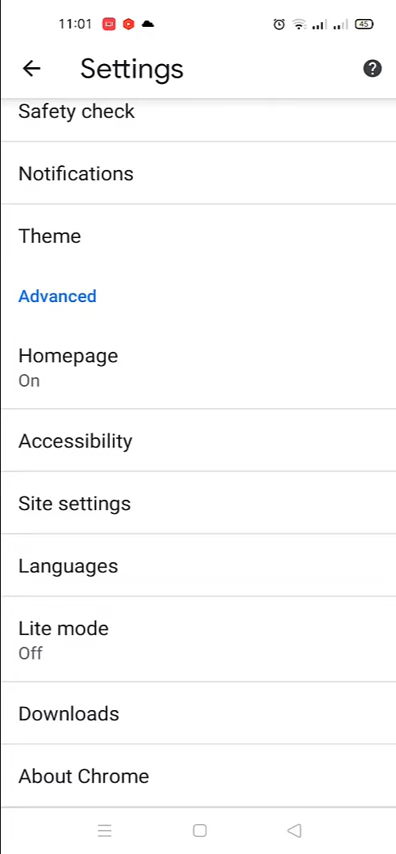 11:01
45
Settings
Safety check
Notifications
Theme
Advanced
Homepage
On
Accessibility
Site settings
Languages
Lite mode
Off
Downloads
About Chrome